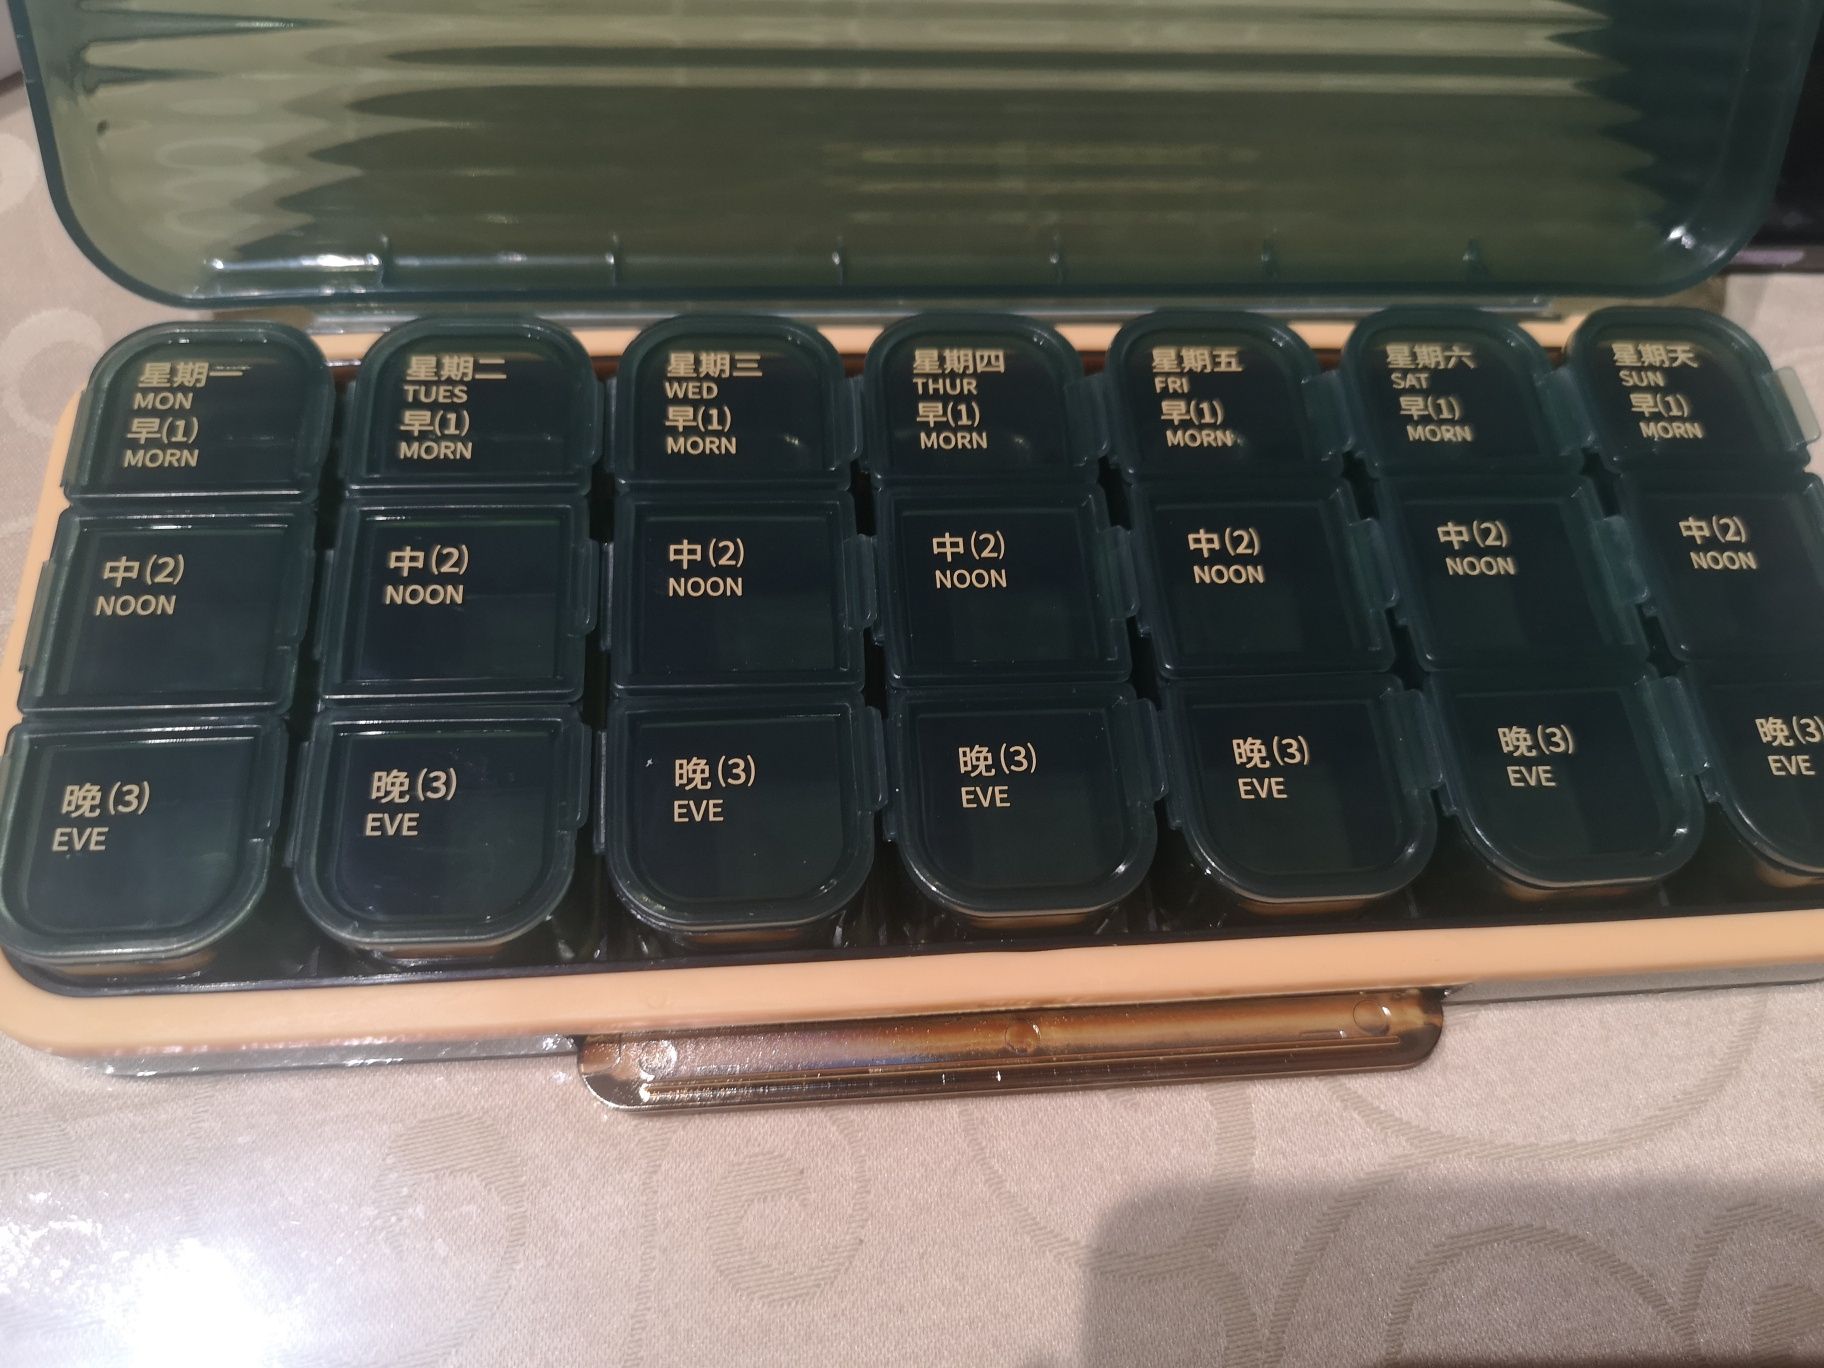 星期一
MON
早(1)
MORN
星期二
TUES
早(1)
MORN
星期三
WED
早(1)
MORN
星期四
THUR
早(1)
MORN
星期五
FRI
早(1)
MORN
星期六
SAT
早(1)
MORN
星期天
SUN
早(1)
MORN
中(2)
NOON
中(2)
NOON
中(2)
NOON
中(2)
NOON
中(2)
NOON
中(2)
NOON
中(2)
NOON
晚(3)
EVE
晚(3)
EVE
晚(3)
EVE
晚(3)
EVE
晚(3)
EVE
晚(3)
EVE
晚(3)
EVE